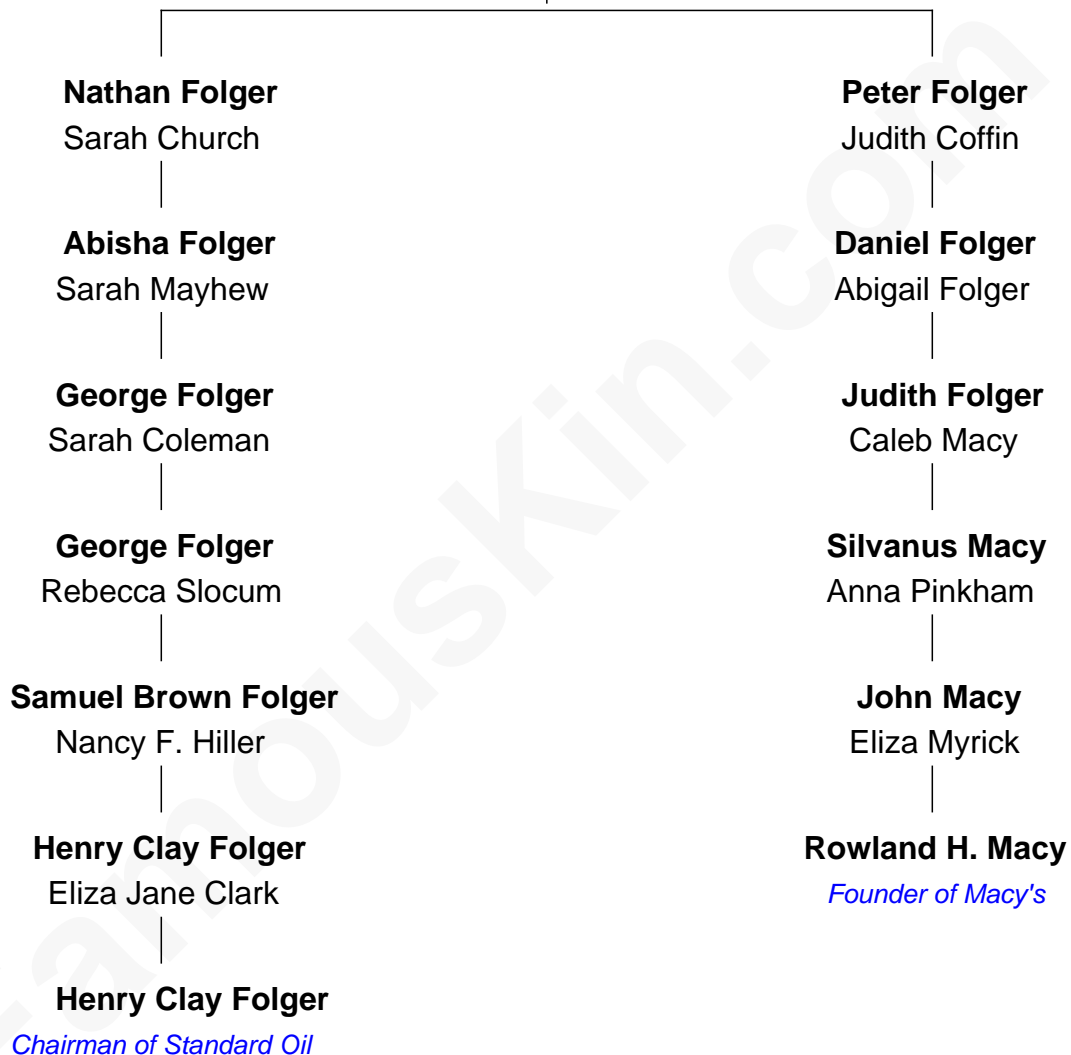 Nathan Folger
Sarah Church
Abisha Folger
Sarah Mayhew
George Folger
Sarah Coleman
George Folger
Rebecca Slocum
Samuel Brown Folger
Nancy F. Hiller
Henry Clay Folger
Eliza Jane Clark
Henry Clay Folger
Chairman of Standard Oil
Peter Folger
Judith Coffin
Daniel Folger
Abigail Folger
Judith Folger
Caleb Macy
Silvanus Macy
Anna Pinkham
John Macy
Eliza Myrick
Rowland H. Macy
Founder of Macy's
FamousKin.com